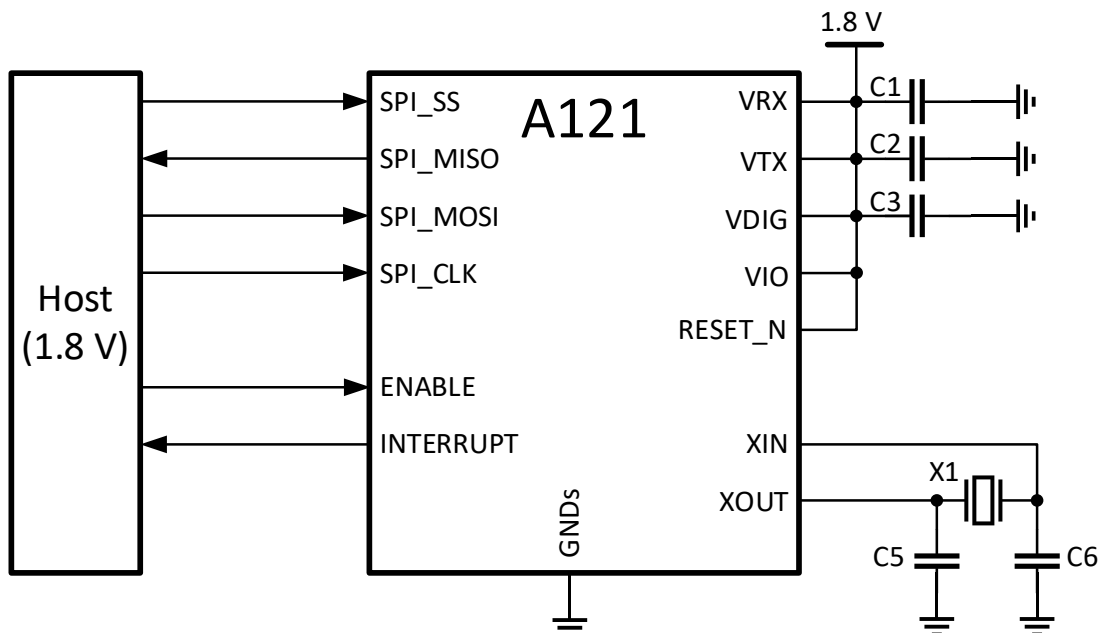 1.8 V
Host
(1.8 V)
A121
SPI_SS
SPI_MISO
SPI_MOSI
SPI_CLK
ENABLE
INTERRUPT
GNDs
VRX
VTX
VDIG
VIO
RESET_N
XIN
XOUT
C1
C2
C3
X1
C5
C6